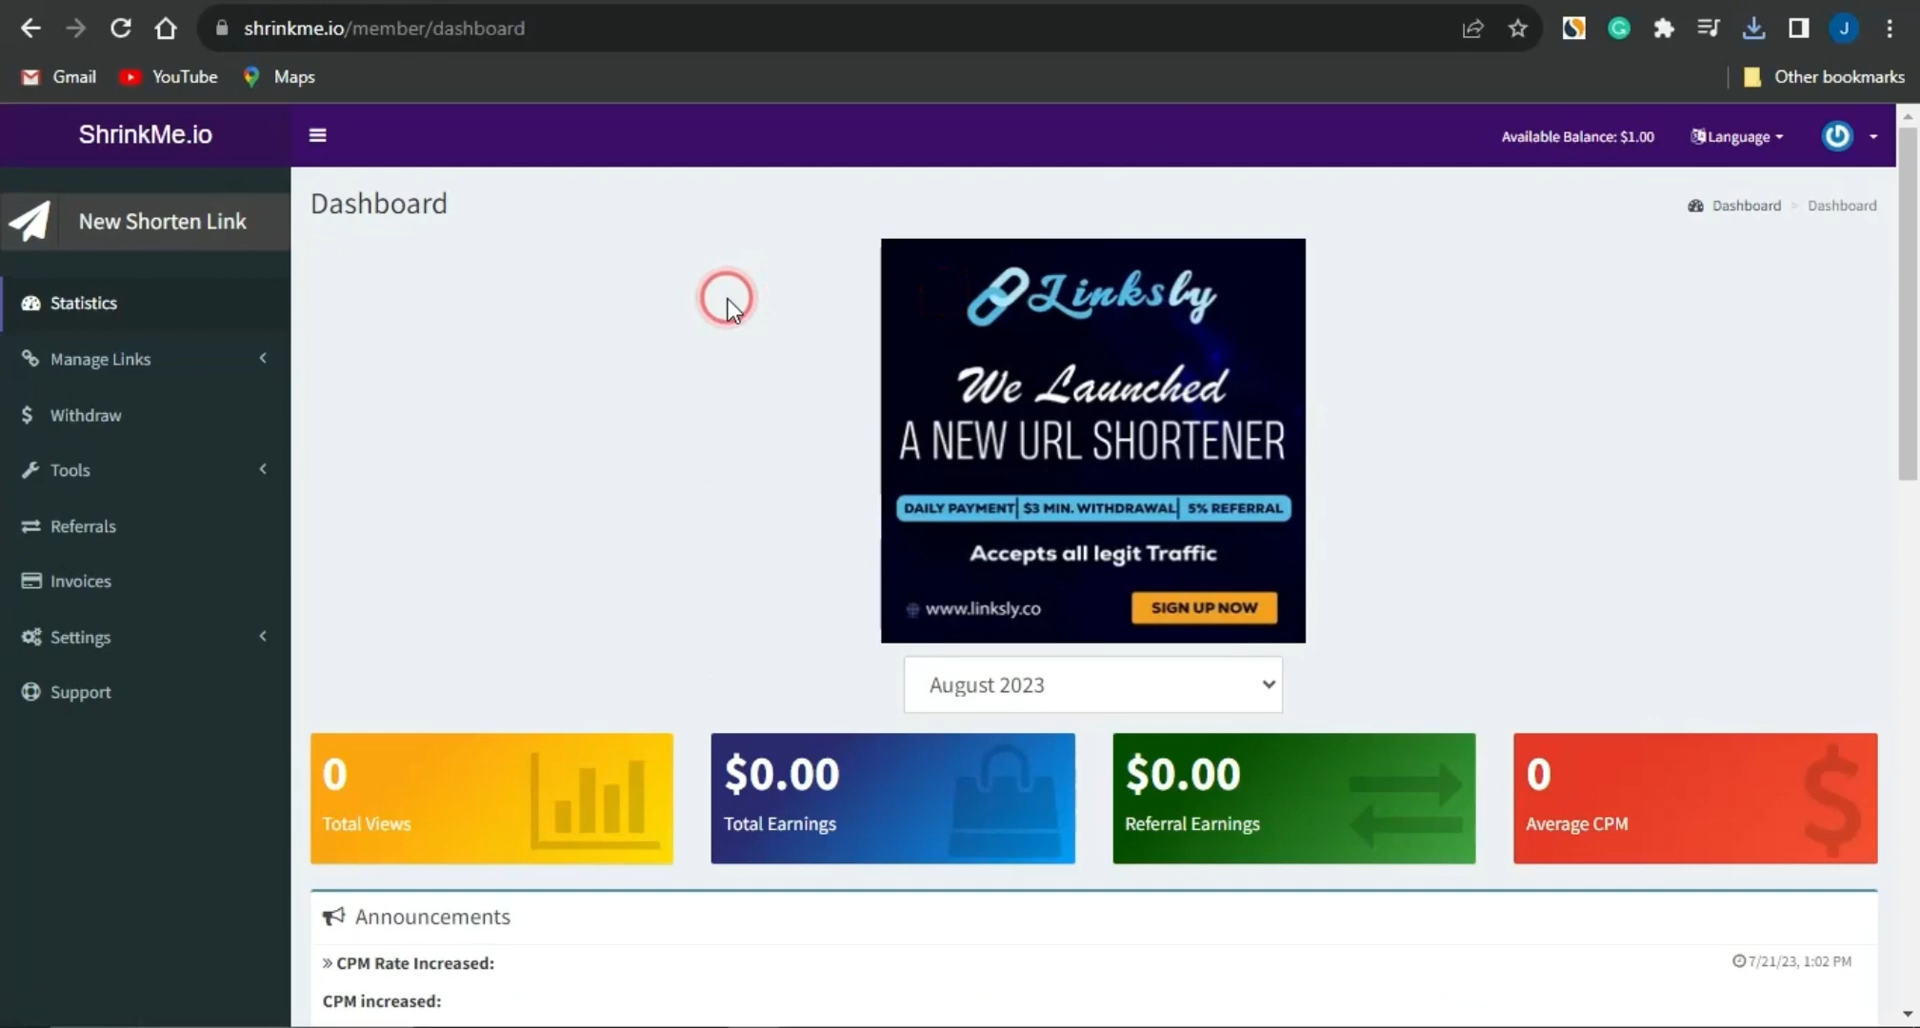 shrinkme.io/member/dashboard
J
Gmail
YouTube
Maps
Other bookmarks
ShrinkMe.io
Available Balance: $1.00
Language
New Shorten Link
Dashboard
Dashboard > Dashboard
Statistics
Manage Links
Withdraw
Tools
Referrals
Invoices
Settings
Support
Linksly
We Launched
A NEW URL SHORTENER
DAILY PAYMENT| $3 MIN. WITHDRAWAL| 5% REFERRAL
Accepts all legit Traffic
www.linksly.co
SIGN UP NOW
August 2023
0
Total Views
$0.00
Total Earnings
$0.00
Referral Earnings
0
Average CPM
Announcements
» CPM Rate Increased:
7/21/23, 1:02 PM
CPM increased: